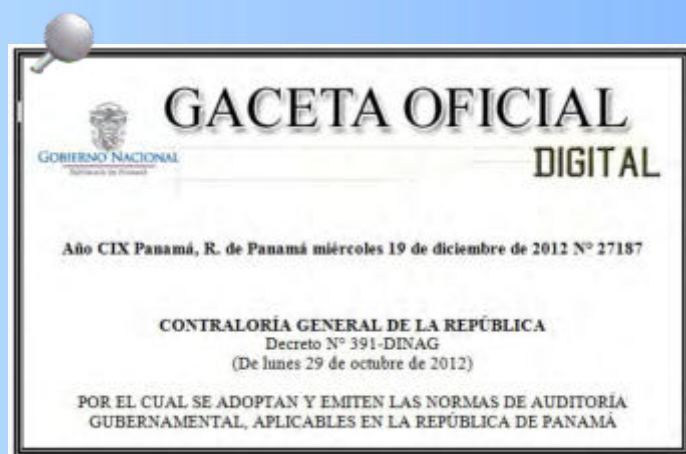 GACETA OFICIAL
DIGITAL
GOBIERNO NACIONAL
Año CIX Panamá, R. de Panamá miércoles 19 de diciembre de 2012 N° 27187
CONTRALORÍA GENERAL DE LA REPÚBLICA
Decreto N° 391-DINAG
(De lunes 29 de octubre de 2012)
POR EL CUAL SE ADOPTAN Y EMITEN LAS NORMAS DE AUDITORÍA
GUBERNAMENTAL, APLICABLES EN LA REPÚBLICA DE PANAMÁ